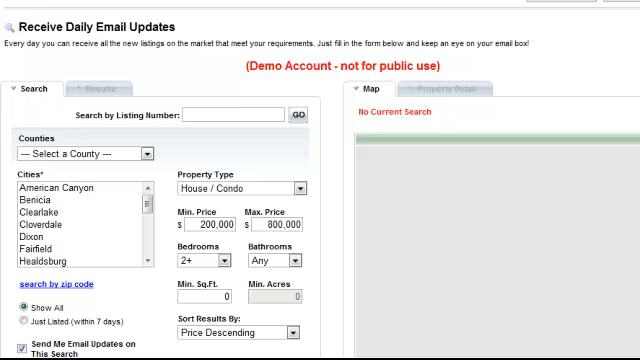 Receive Daily Email Updates
Every day you can receive all the new listings on the market that meet your requirements. Just fill in the form below and keep an eye on your email box!
(Demo Account - not for public use)
Search
Results
Map
Property Detail
Search by Listing Number:
GO
No Current Search
Counties
--- Select a County ---
Cities*
American Canyon
Benicia
Clearlake
Cloverdale
Dixon
Fairfield
Healdsburg
search by zip code
Show All
Just Listed (within 7 days)
Send Me Email Updates on
This Search
Property Type
House / Condo
Min. Price
Max. Price
$ 200,000
$ 800,000
Bedrooms
Bathrooms
2+
Any
Min. Sq.Ft.
Min. Acres
0
0
Sort Results By:
Price Descending